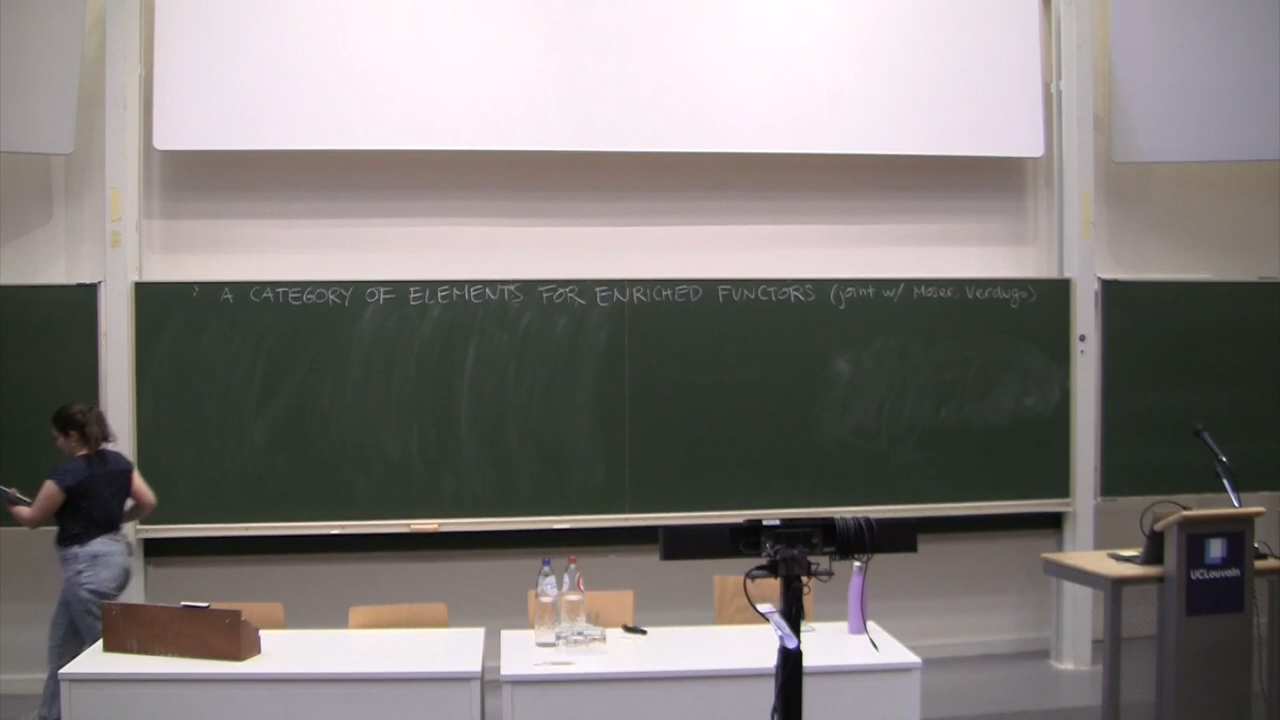 A CATEGORY OF ELEMENTS FOR ENRICHED FUNCTORS (joint w/ Moser, Verdugo)
UCLouvain